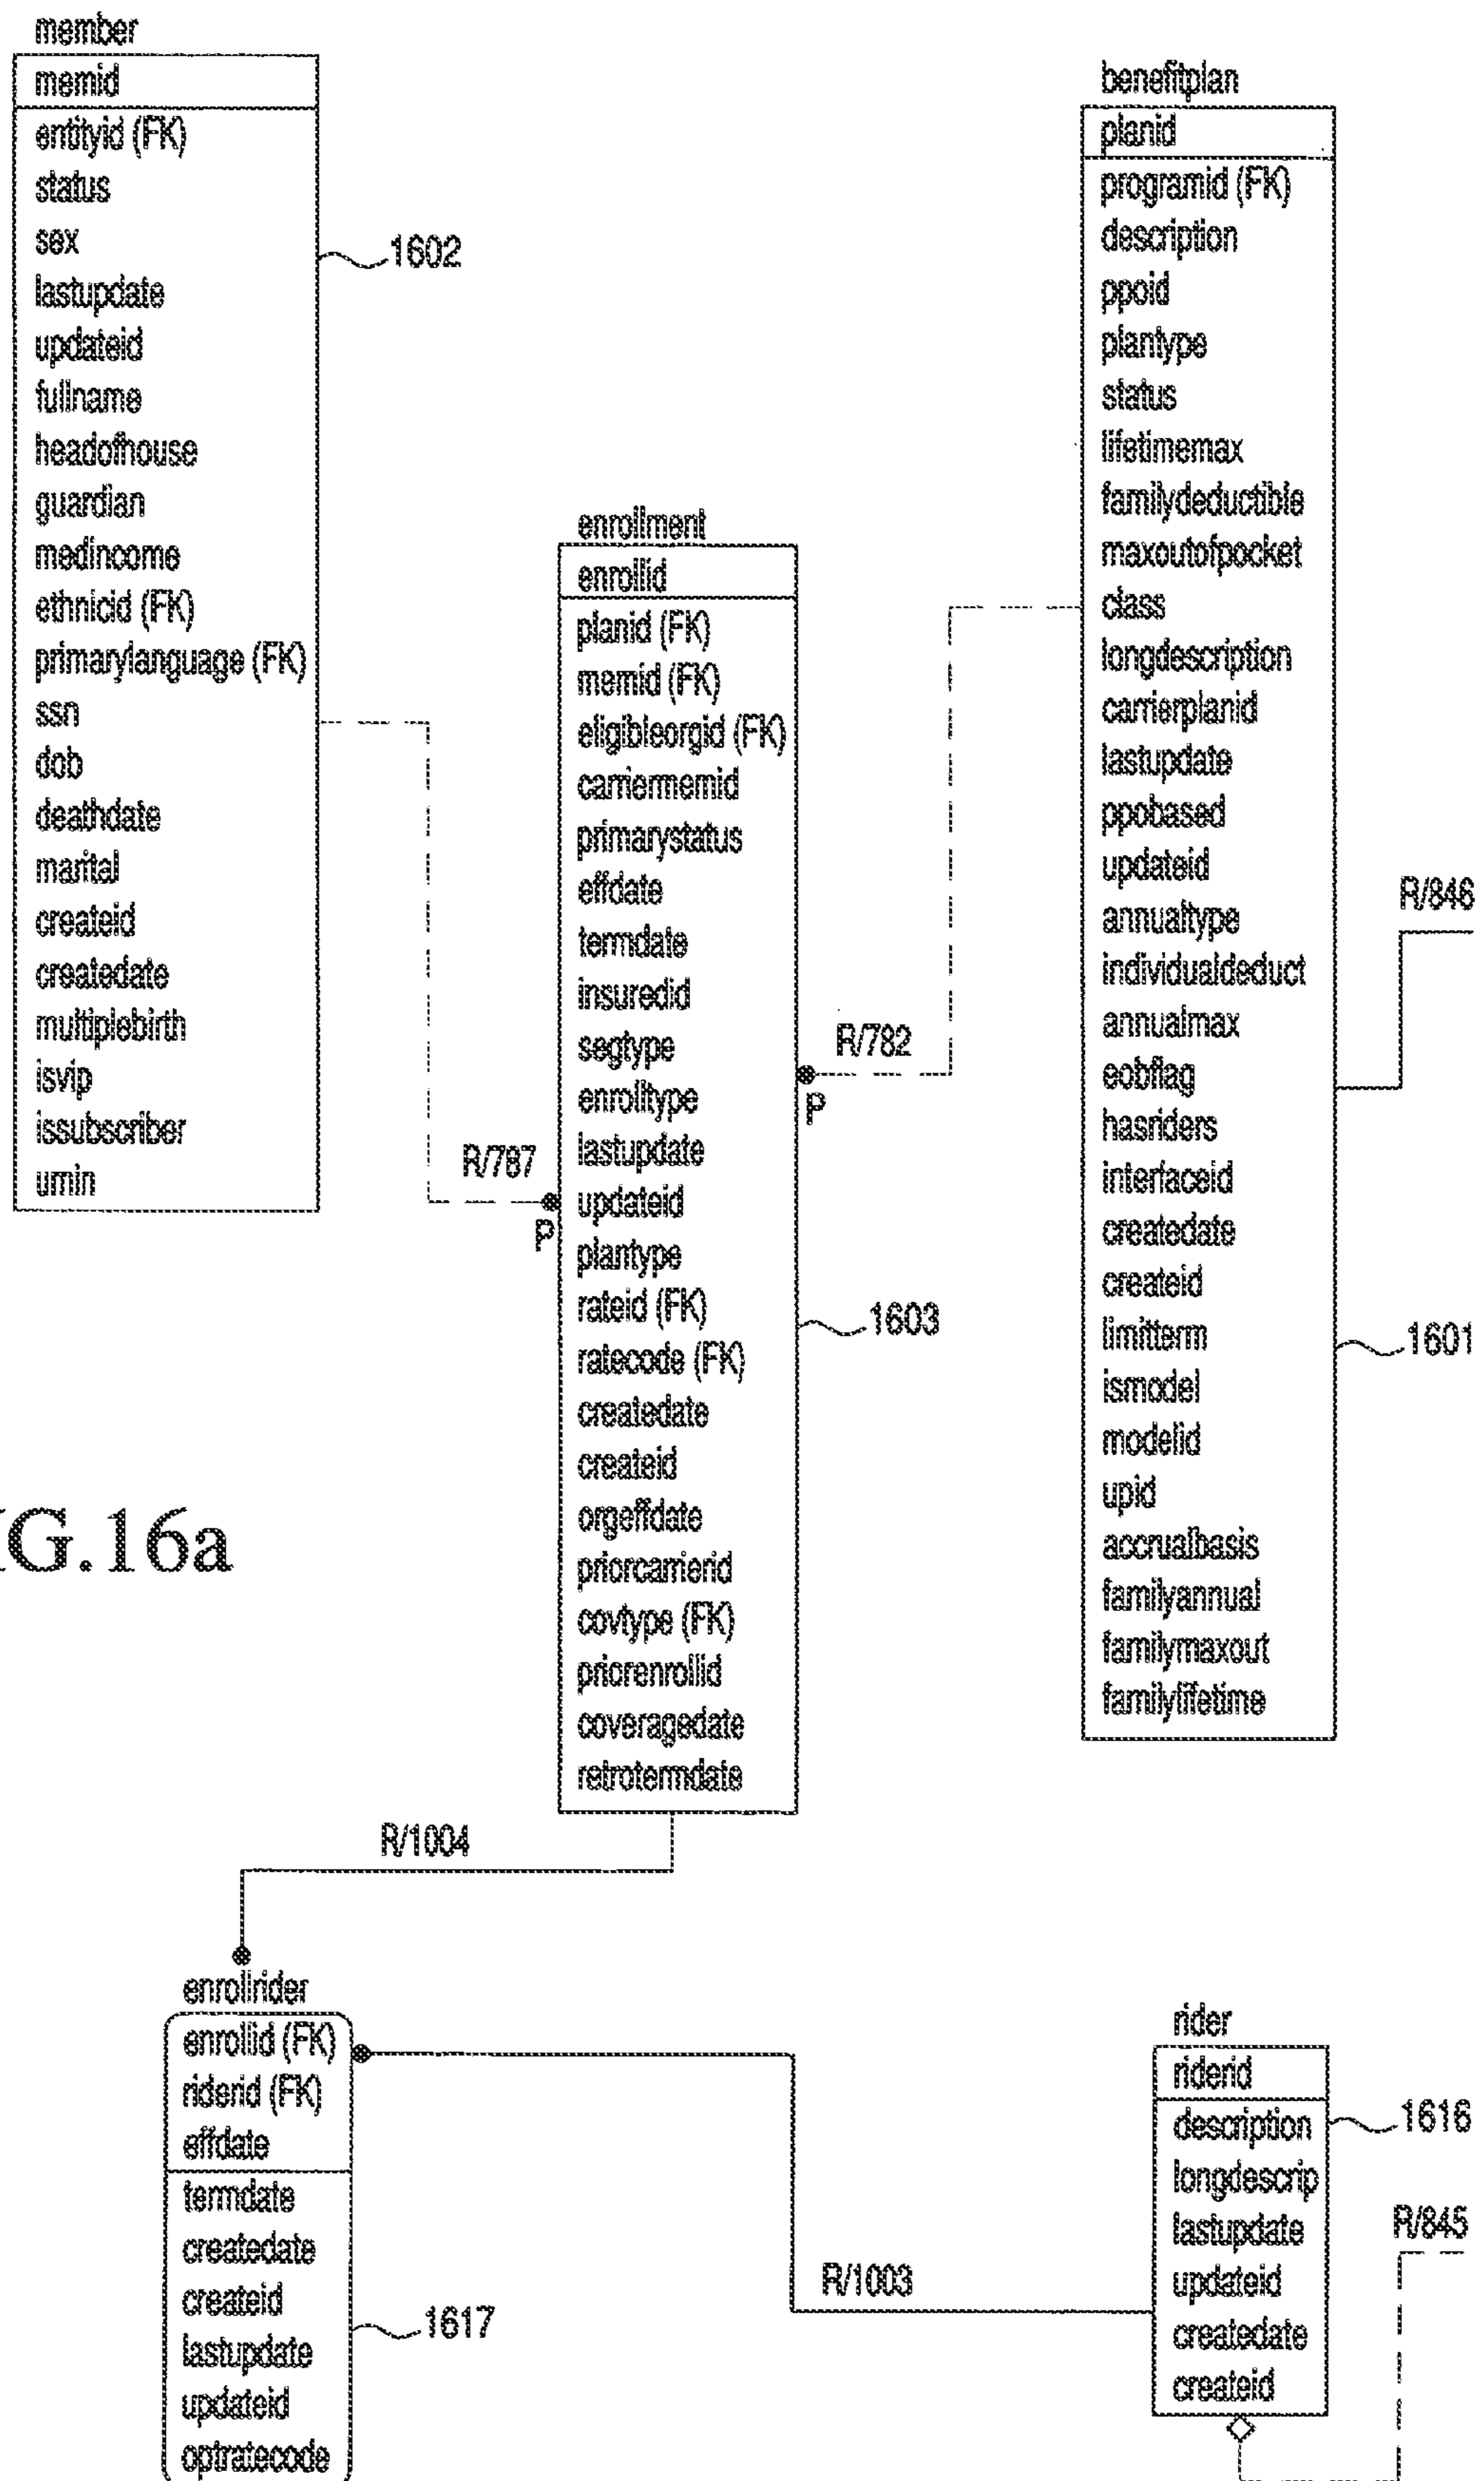 member
memid
entityid (FK)
status
sex
lastupdate
updateid
fullname
headofhouse
guardian
medincome
ethnicid (FK)
primarylanguage (FK)
ssn
dob
deathdate
marital
createid
createdate
multiplebirth
isvip
issubscriber
umin
1602
benefitplan
planid
programid (FK)
description
ppoid
plantype
status
lifetimemax
familydeductible
maxoutofpocket
class
longdescription
carrierplanid
lastupdate
ppobased
updateid
annualtype
individualdeduct
annualmax
eobflag
hasriders
interfaceid
createdate
createid
limitterm
ismodel
modelid
upid
accrualbasis
familyannual
familymaxout
familylifetime
R/846
1601
enrollment
enrollid
planid (FK)
memid (FK)
eligibleorgid (FK)
carriermemid
primarystatus
effdate
termdate
insuredid
segtype
enrolltype
lastupdate
updateid
plantype
rateid (FK)
ratecode (FK)
createdate
createid
orgeffdate
priorcarrierid
covtype (FK)
priorenrollid
coveragedate
retrotermdate
R/782
P
R/787
P
1603
IG.16a
R/1004
enrollrider
enrollid (FK)
riderid (FK)
effdate
termdate
createdate
createid
lastupdate
updateid
optratecode
1617
R/1003
rider
riderid
description
longdescrip
lastupdate
updateid
createdate
createid
1616
R/845